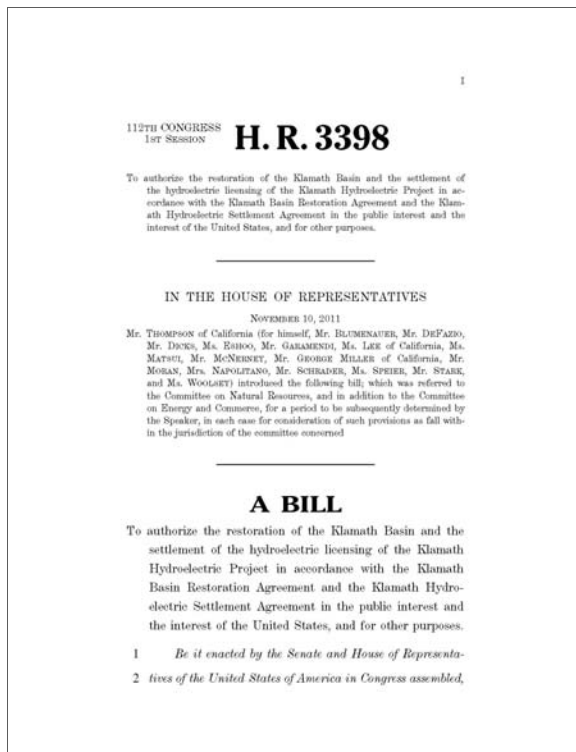 I
112TH CONGRESS
1ST SESSION
H. R. 3398
To authorize the restoration of the Klamath Basin and the settlement of
the hydroelectric licensing of the Klamath Hydroelectric Project in ac-
cordance with the Klamath Basin Restoration Agreement and the Klam-
ath Hydroelectric Settlement Agreement in the public interest and the
interest of the United States, and for other purposes.
IN THE HOUSE OF REPRESENTATIVES
NOVEMBER 10, 2011
Mr. THOMPSON of California (for himself, Mr. BLUMENAUER, Mr. DEFAZIO,
Mr. DICKS, Ms. ESHOO, Mr. GARAMENDI, Ms. LEE of California, Ms.
MATSUI, Mr. MCNERNEY, Mr. GEORGE MILLER of California, Mr.
MORAN, Mrs. NAPOLITANO, Mr. SCHRADER, Ms. SPEIER, Mr. STARK,
and Ms. WOOLSEY) introduced the following bill; which was referred to
the Committee on Natural Resources, and in addition to the Committee
on Energy and Commerce, for a period to be subsequently determined by
the Speaker, in each case for consideration of such provisions as fall with-
in the jurisdiction of the committee concerned
A BILL
To authorize the restoration of the Klamath Basin and the
settlement of the hydroelectric licensing of the Klamath
Hydroelectric Project in accordance with the Klamath
Basin Restoration Agreement and the Klamath Hydro-
electric Settlement Agreement in the public interest and
the interest of the United States, and for other purposes.
1 Be it enacted by the Senate and House of Representa-
2 tives of the United States of America in Congress assembled,